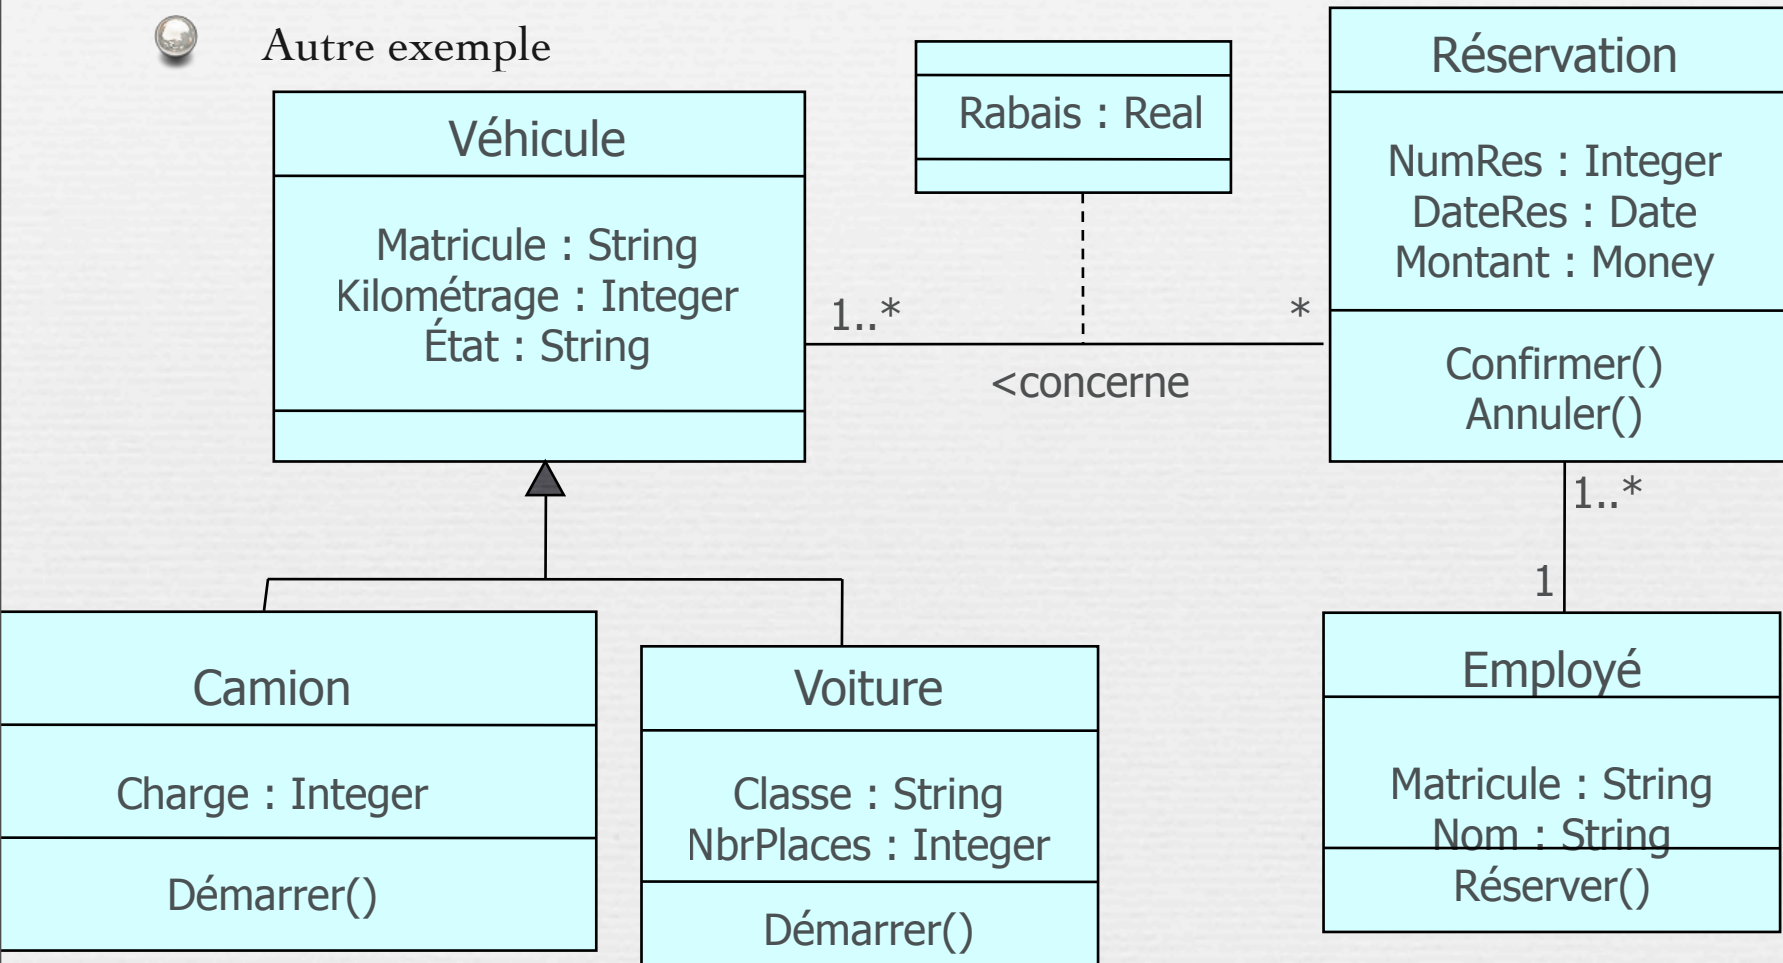 Autre exemple
Véhicule
Matricule : String
Kilométrage : Integer
État : String
Rabais : Real
Réservation
NumRes : Integer
DateRes : Date
Montant : Money
Confirmer()
Annuler()
1..*
*
<concerne
1..*
1
Camion
Charge : Integer
Démarrer()
Voiture
Classe : String
NbrPlaces : Integer
Démarrer()
Employé
Matricule : String
Nom : String
Réserver()